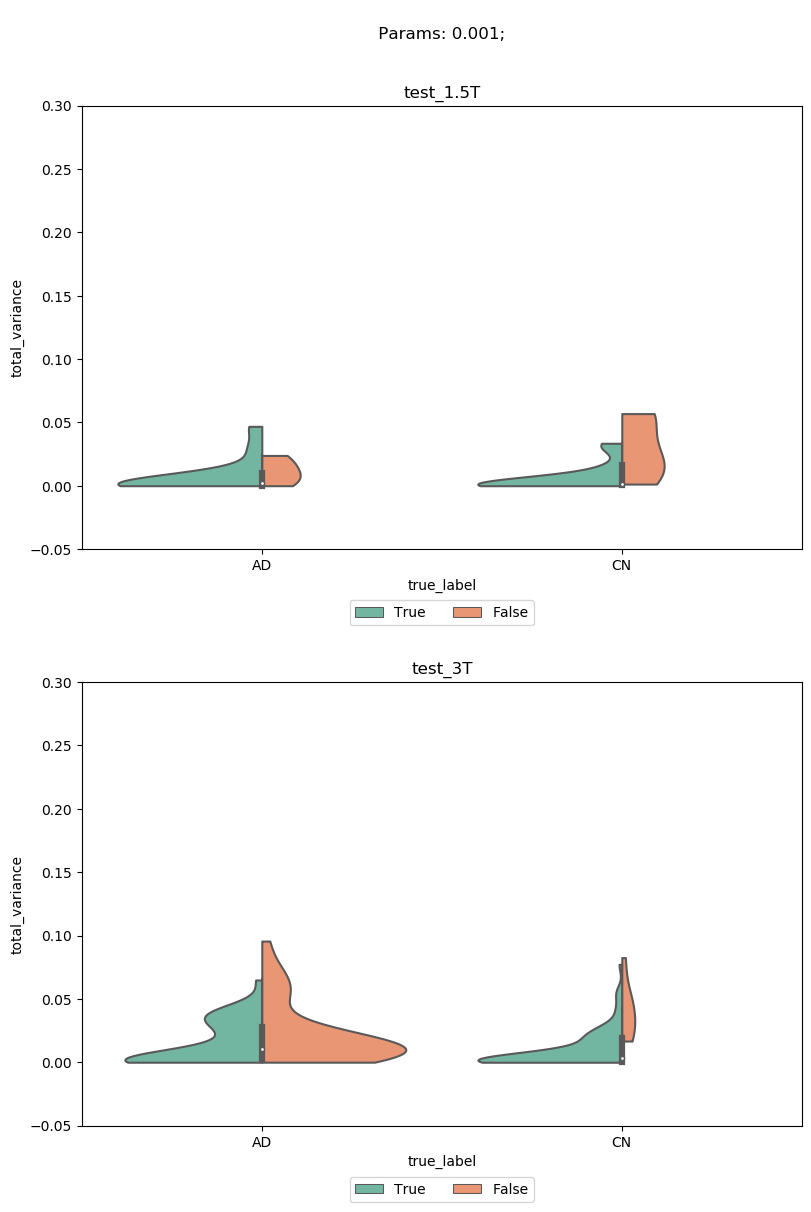 Params: 0.001;
test_1.5T
0.30
0.25
0.20
0.15
0.10
0.05
0.00
−0.05
total_variance
AD CN
true_label
True False
test_3T
0.30
0.25
0.20
0.15
0.10
0.05
0.00
−0.05
total_variance
AD CN
true_label
True False